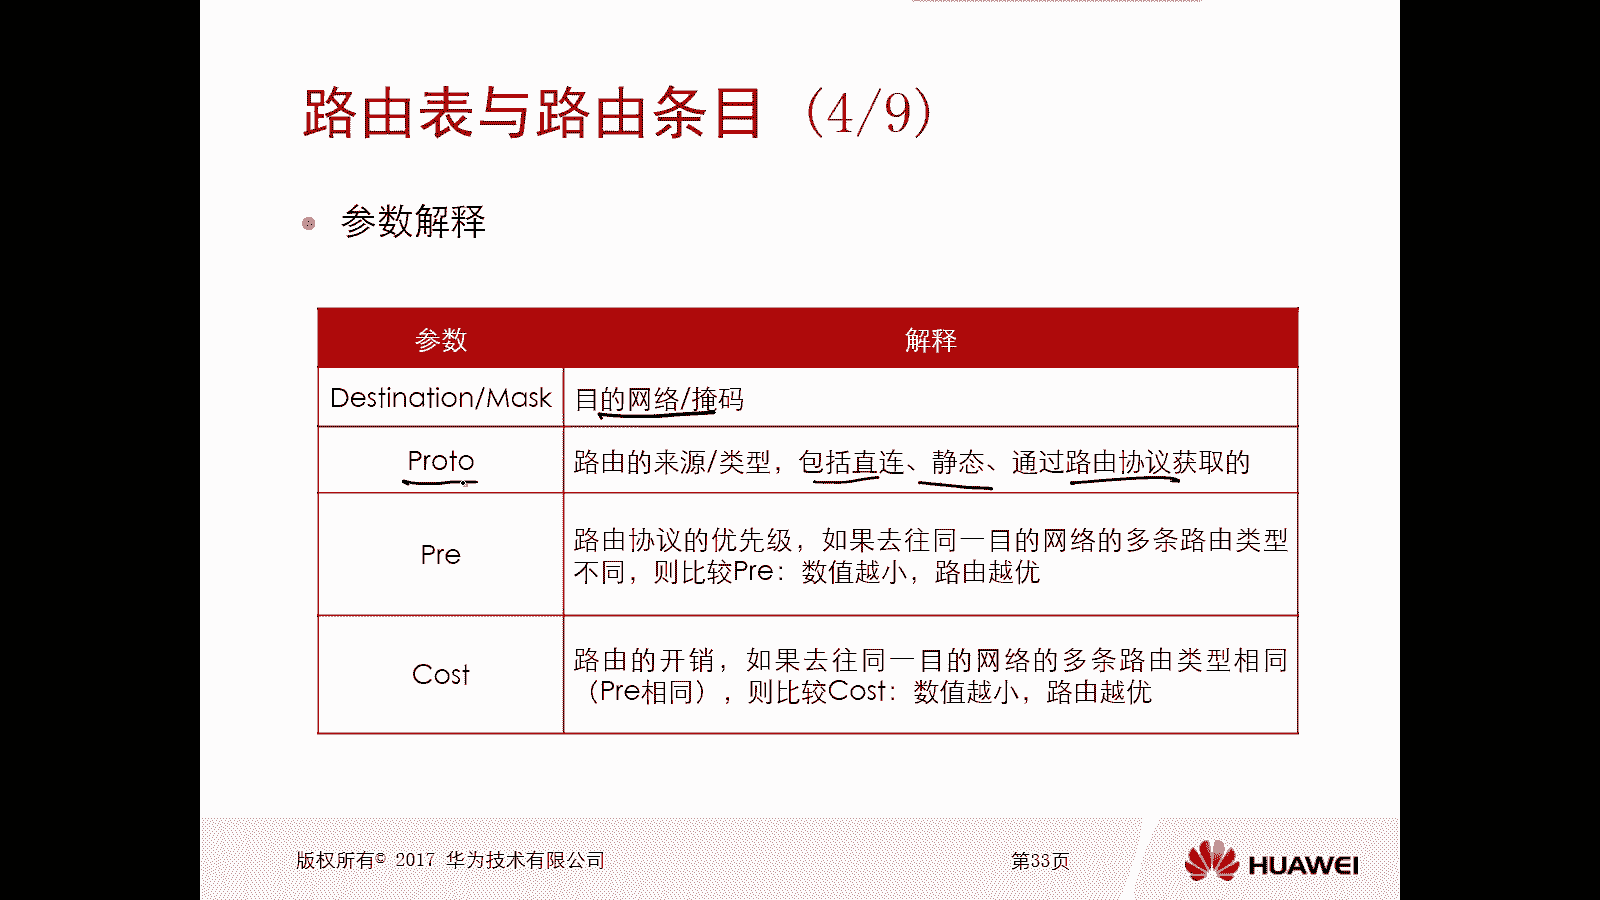 路由表与路由条目 (4/9)
参数解释
参数
解释
Destination/Mask
目的网络/掩码
Proto
路由的来源/类型，包括直连、静态、通过路由协议获取的
Pre
路由协议的优先级，如果去往同一目的网络的多条路由类型
不同，则比较Pre：数值越小，路由越优
Cost
路由的开销，如果去往同一目的网络的多条路由类型相同
（Pre相同），则比较Cost：数值越小，路由越优
版权所有© 2017 华为技术有限公司
第33页
HUAWEI